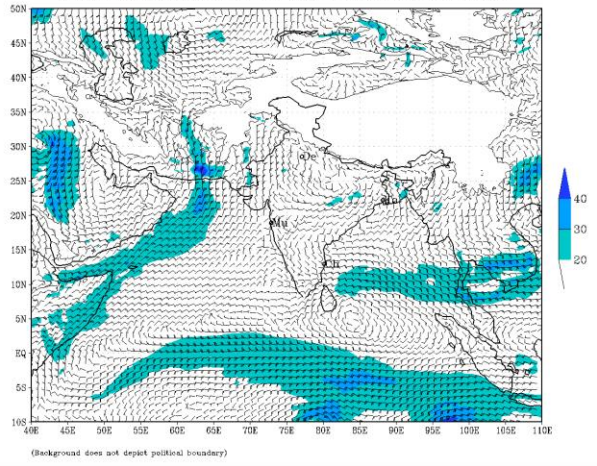 50N
45N
40N
35N
30N
25N
20N
15N
10N
5N
EQ
5S
10S
40E 45E 50E 55E 60E 65E 70E 75E 80E 85E 90E 95E 100E 105E 110E
De
Mu
Ch
40
30
20
(Background does not depict political boundary)